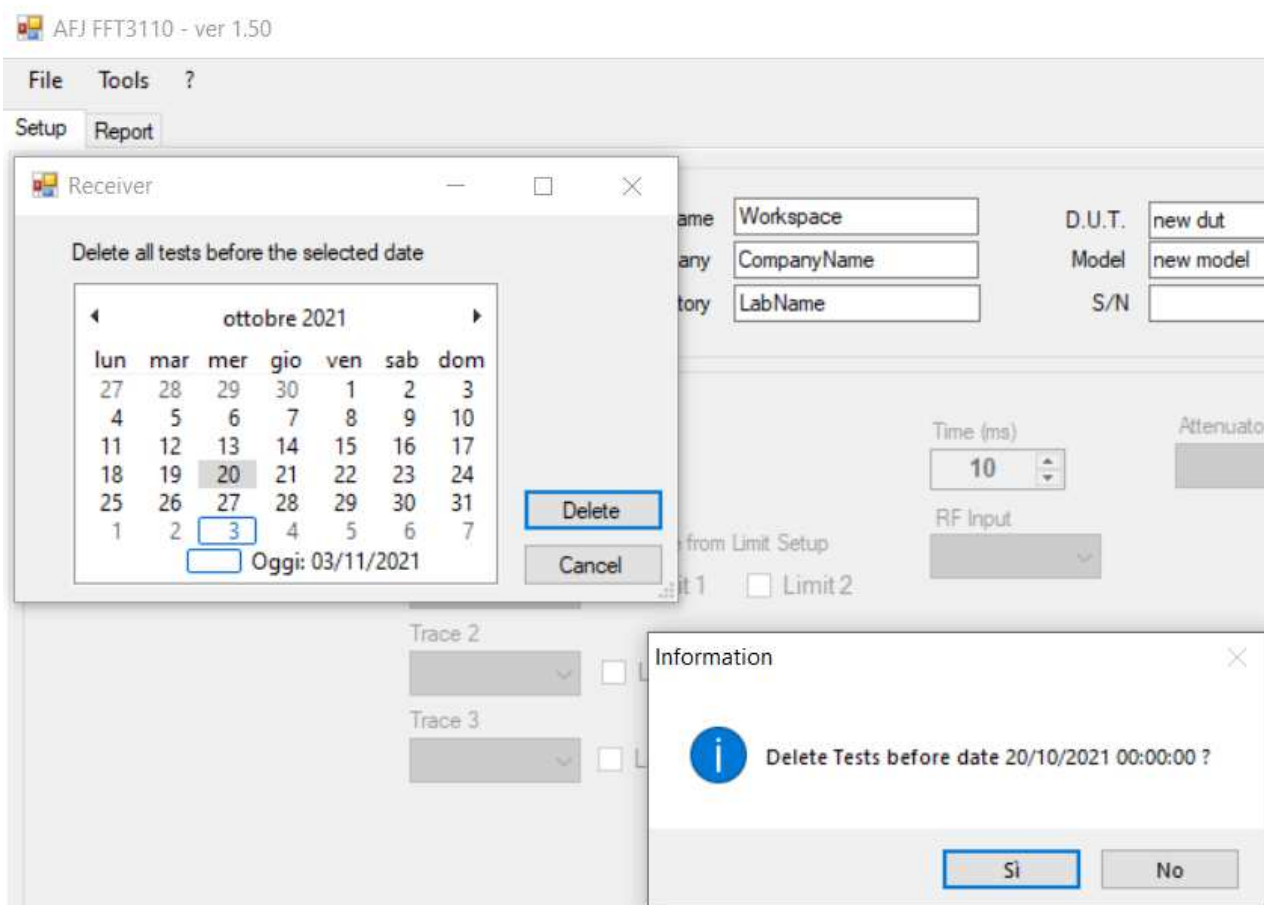 AFJ FFT3110 - ver 1.50
File Tools ?
Setup Report
Receiver
Delete all tests before the selected date
ottobre 2021
lun mar mer gio ven sab dom
27 28 29 30 1 2 3
4 5 6 7 8 9 10
11 12 13 14 15 16 17
18 19 20 21 22 23 24
25 26 27 28 29 30 31
1 2 3 4 5 6 7
Oggi: 03/11/2021
Delete
Cancel
ame Workspace
any CompanyName
tory LabName
D.U.T. new dut
Model new model
S/N
Time (ms)
10
Attenuato
RF Input
from Limit Setup
it 1 Limit 2
Trace 2
L
Trace 3
L
Information
Delete Tests before date 20/10/2021 00:00:00 ?
Sì No